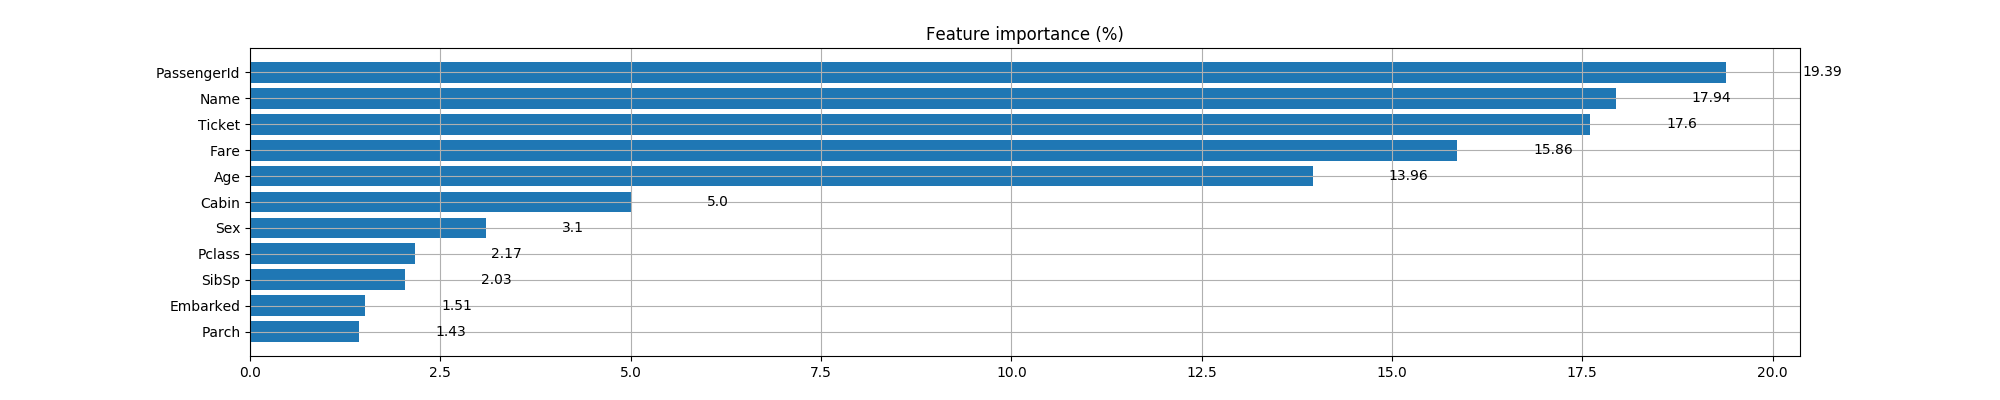 Feature importance (%)
PassengerId 19.39
Name 17.94
Ticket 17.6
Fare 15.86
Age 13.96
Cabin 5.0
Sex 3.1
Pclass 2.17
SibSp 2.03
Embarked 1.51
Parch 1.43
0.0 2.5 5.0 7.5 10.0 12.5 15.0 17.5 20.0